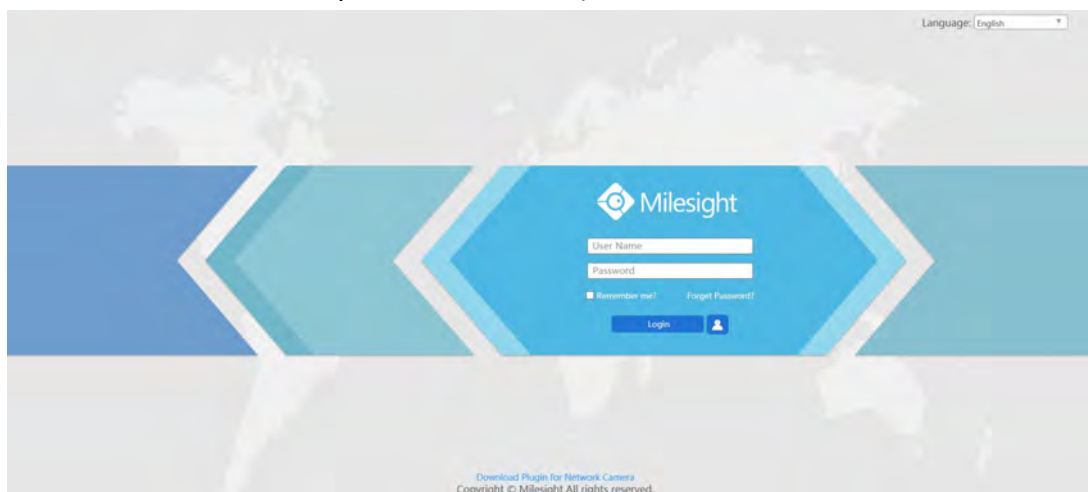 Language: English
Milesight
User Name
Password
Remember me? Forget Password?
Login
Download Plugin for Network Camera
Copyright © Milesight All rights reserved.